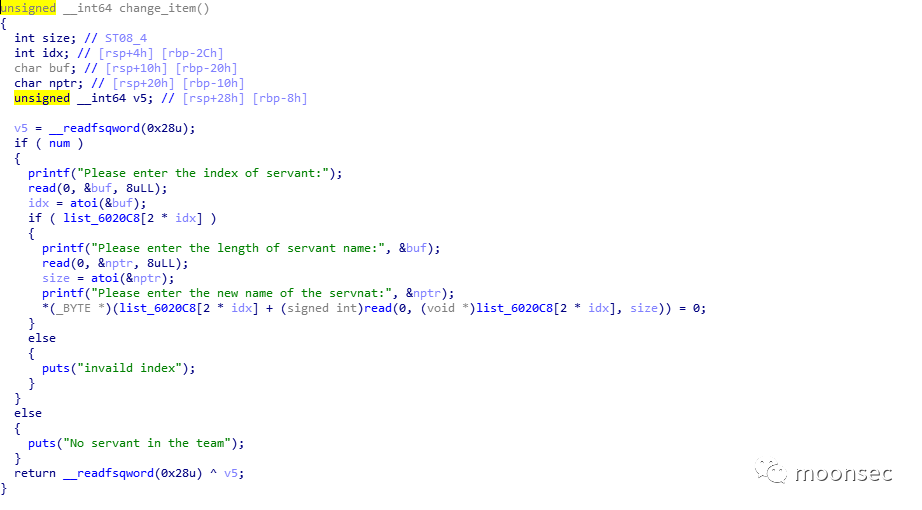 unsigned __int64 change_item()
{
  int size; // ST08_4
  int idx; // [rsp+4h] [rbp-2Ch]
  char buf; // [rsp+10h] [rbp-20h]
  char nptr; // [rsp+20h] [rbp-10h]
  unsigned __int64 v5; // [rsp+28h] [rbp-8h]

  v5 = __readfsqword(0x28u);
  if ( num )
  {
    printf("Please enter the index of servant:");
    read(0, &buf, 8uLL);
    idx = atoi(&buf);
    if ( list_6020C8[2 * idx] )
    {
      printf("Please enter the length of servant name:", &buf);
      read(0, &nptr, 8uLL);
      size = atoi(&nptr);
      printf("Please enter the new name of the servnat:", &nptr);
      *(_BYTE *)(list_6020C8[2 * idx] + (signed int)read(0, (void *)list_6020C8[2 * idx], size)) = 0;
    }
    else
    {
      puts("invaild index");
    }
  }
  else
  {
    puts("No servant in the team");
  }
  return __readfsqword(0x28u) ^ v5;
}
moonsec